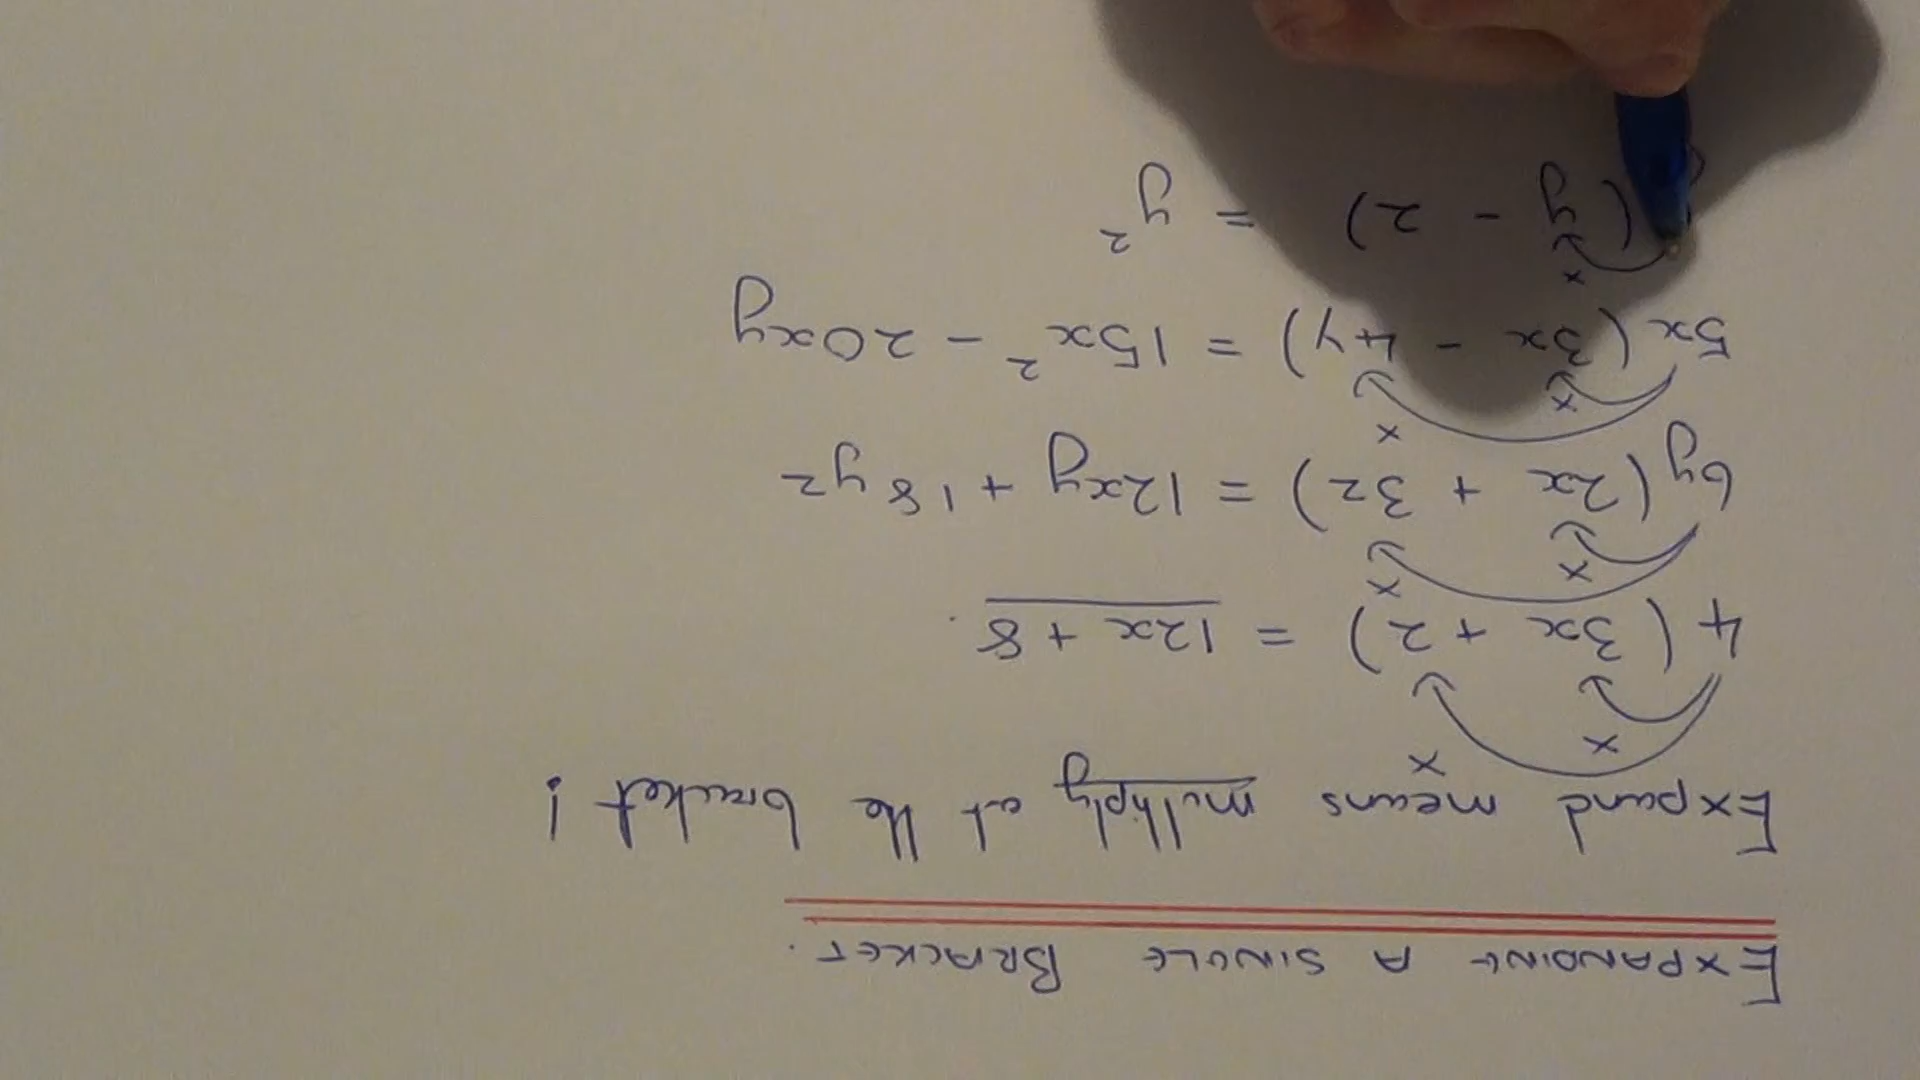 EXPANDING A SINGLE BRACKET.
Expand means multiply out the bracket!
4(3x + 2) = 12x + 8.
6y(2x + 3z) = 12xy + 18yz
5x(3x - 4y) = 15x² - 20xy
(y - 2) = y²